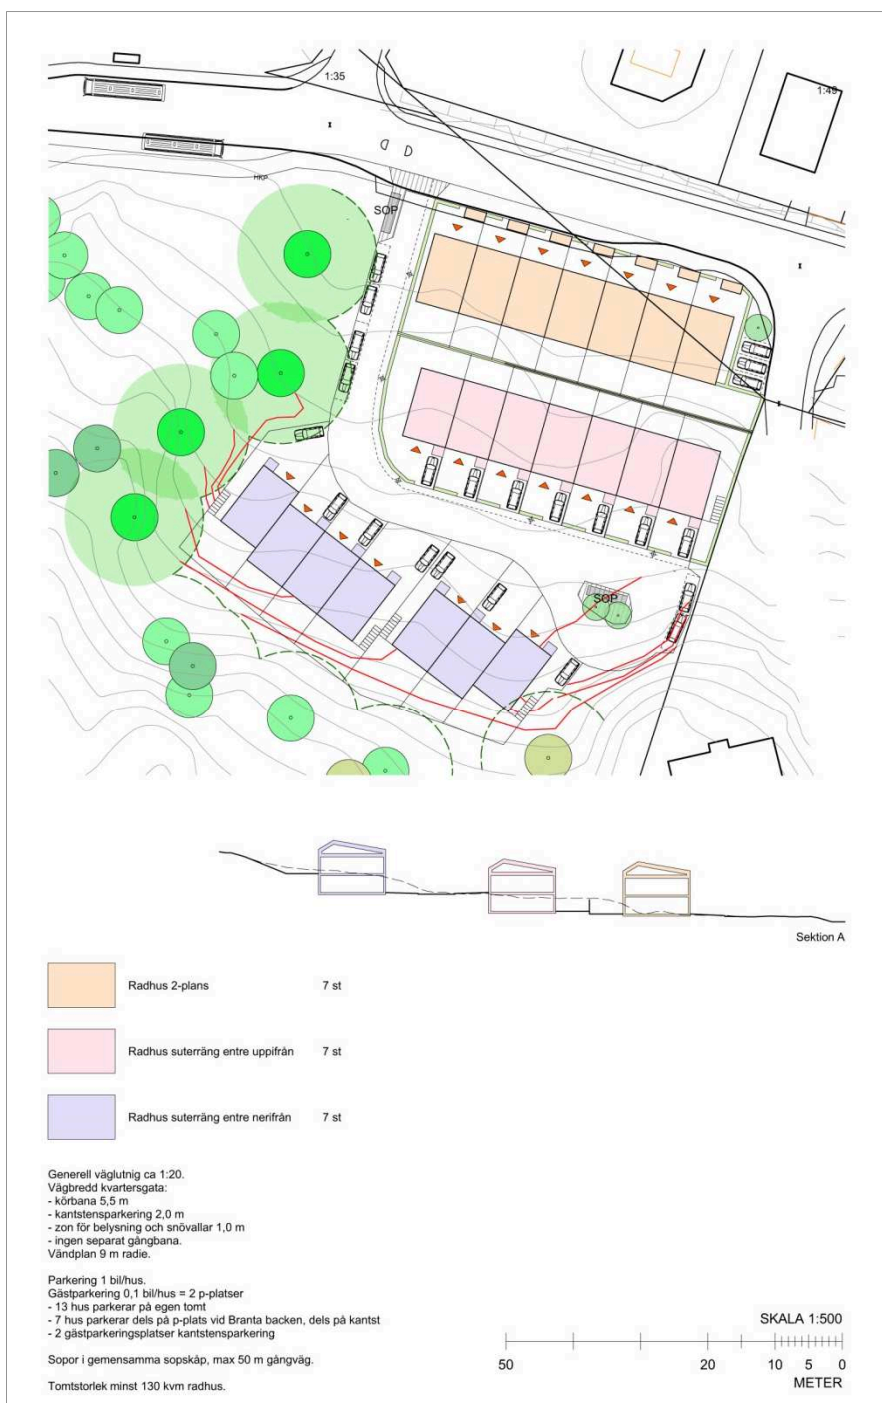 1:35
1:49
HKP
SOP
SOP
Sektion A
Radhus 2-plans 7 st
Radhus suterräng entre uppifrån 7 st
Radhus suterräng entre nerifrån 7 st
Generell väglutnig ca 1:20.
Vägbredd kvartersgata:
- körbana 5,5 m
- kantstensparkering 2,0 m
- zon för belysning och snövallar 1,0 m
- ingen separat gångbana.
Vändplan 9 m radie.
Parkering 1 bil/hus.
Gästparkering 0,1 bil/hus = 2 p-platser
- 13 hus parkerar på egen tomt
- 7 hus parkerar dels på p-plats vid Branta backen, dels på kantst
- 2 gästparkeringsplatser kantstensparkering
Sopor i gemensamma sopskåp, max 50 m gångväg.
Tomtstorlek minst 130 kvm radhus.
SKALA 1:500
50 20 10 5 0
METER